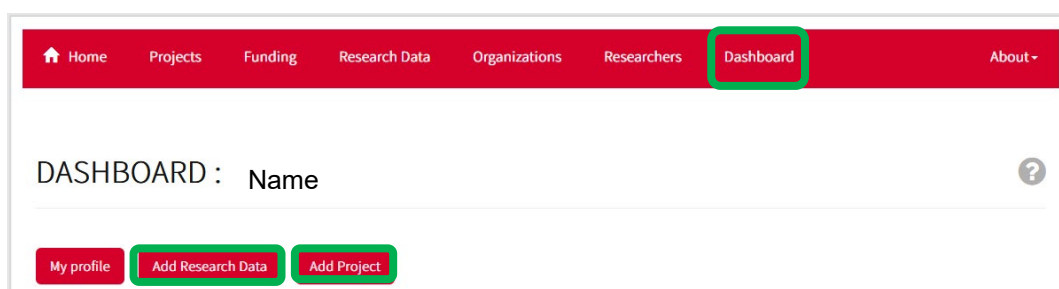 Home Projects Funding Research Data Organizations Researchers Dashboard About
DASHBOARD : Name ?
My profile Add Research Data Add Project